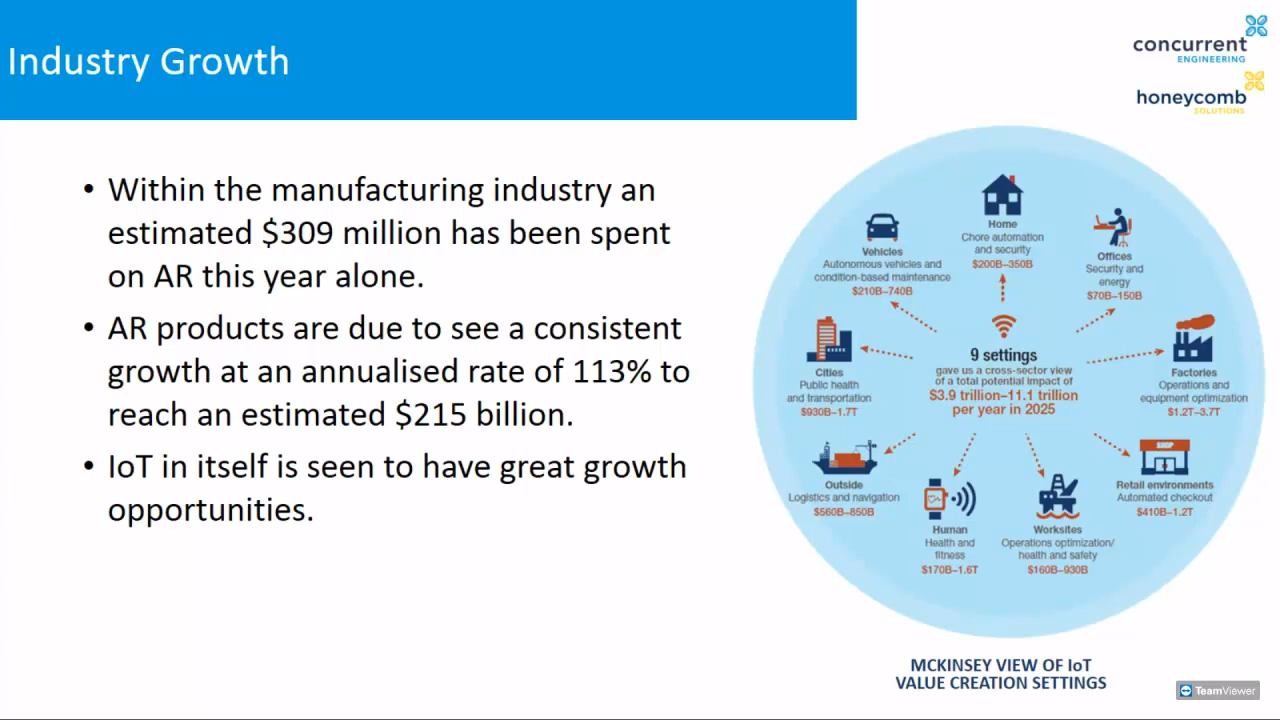 Industry Growth
concurrent
ENGINEERING
honeycomb
SOLUTIONS
• Within the manufacturing industry an
estimated $309 million has been spent
on AR this year alone.
• AR products are due to see a consistent
growth at an annualised rate of 113% to
reach an estimated $215 billion.
• IoT in itself is seen to have great growth
opportunities.
Home
Chore automation
and security
$200B–350B
Vehicles
Autonomous vehicles and
condition-based maintenance
$210B–740B
Offices
Security and
energy
$70B–150B
9 settings
gave us a cross-sector view
of a total potential impact of
$3.9 trillion–11.1 trillion
per year in 2025
Cities
Public health
and transportation
$930B–1.7T
Factories
Operations and
equipment optimization
$1.2T–3.7T
SHOP
Outside
Logistics and navigation
$560B–850B
Retail environments
Automated checkout
$410B–1.2T
Human
Health and
fitness
$170B–1.6T
Worksites
Operations optimization/
health and safety
$160B–930B
MCKINSEY VIEW OF IoT
VALUE CREATION SETTINGS
TeamViewer